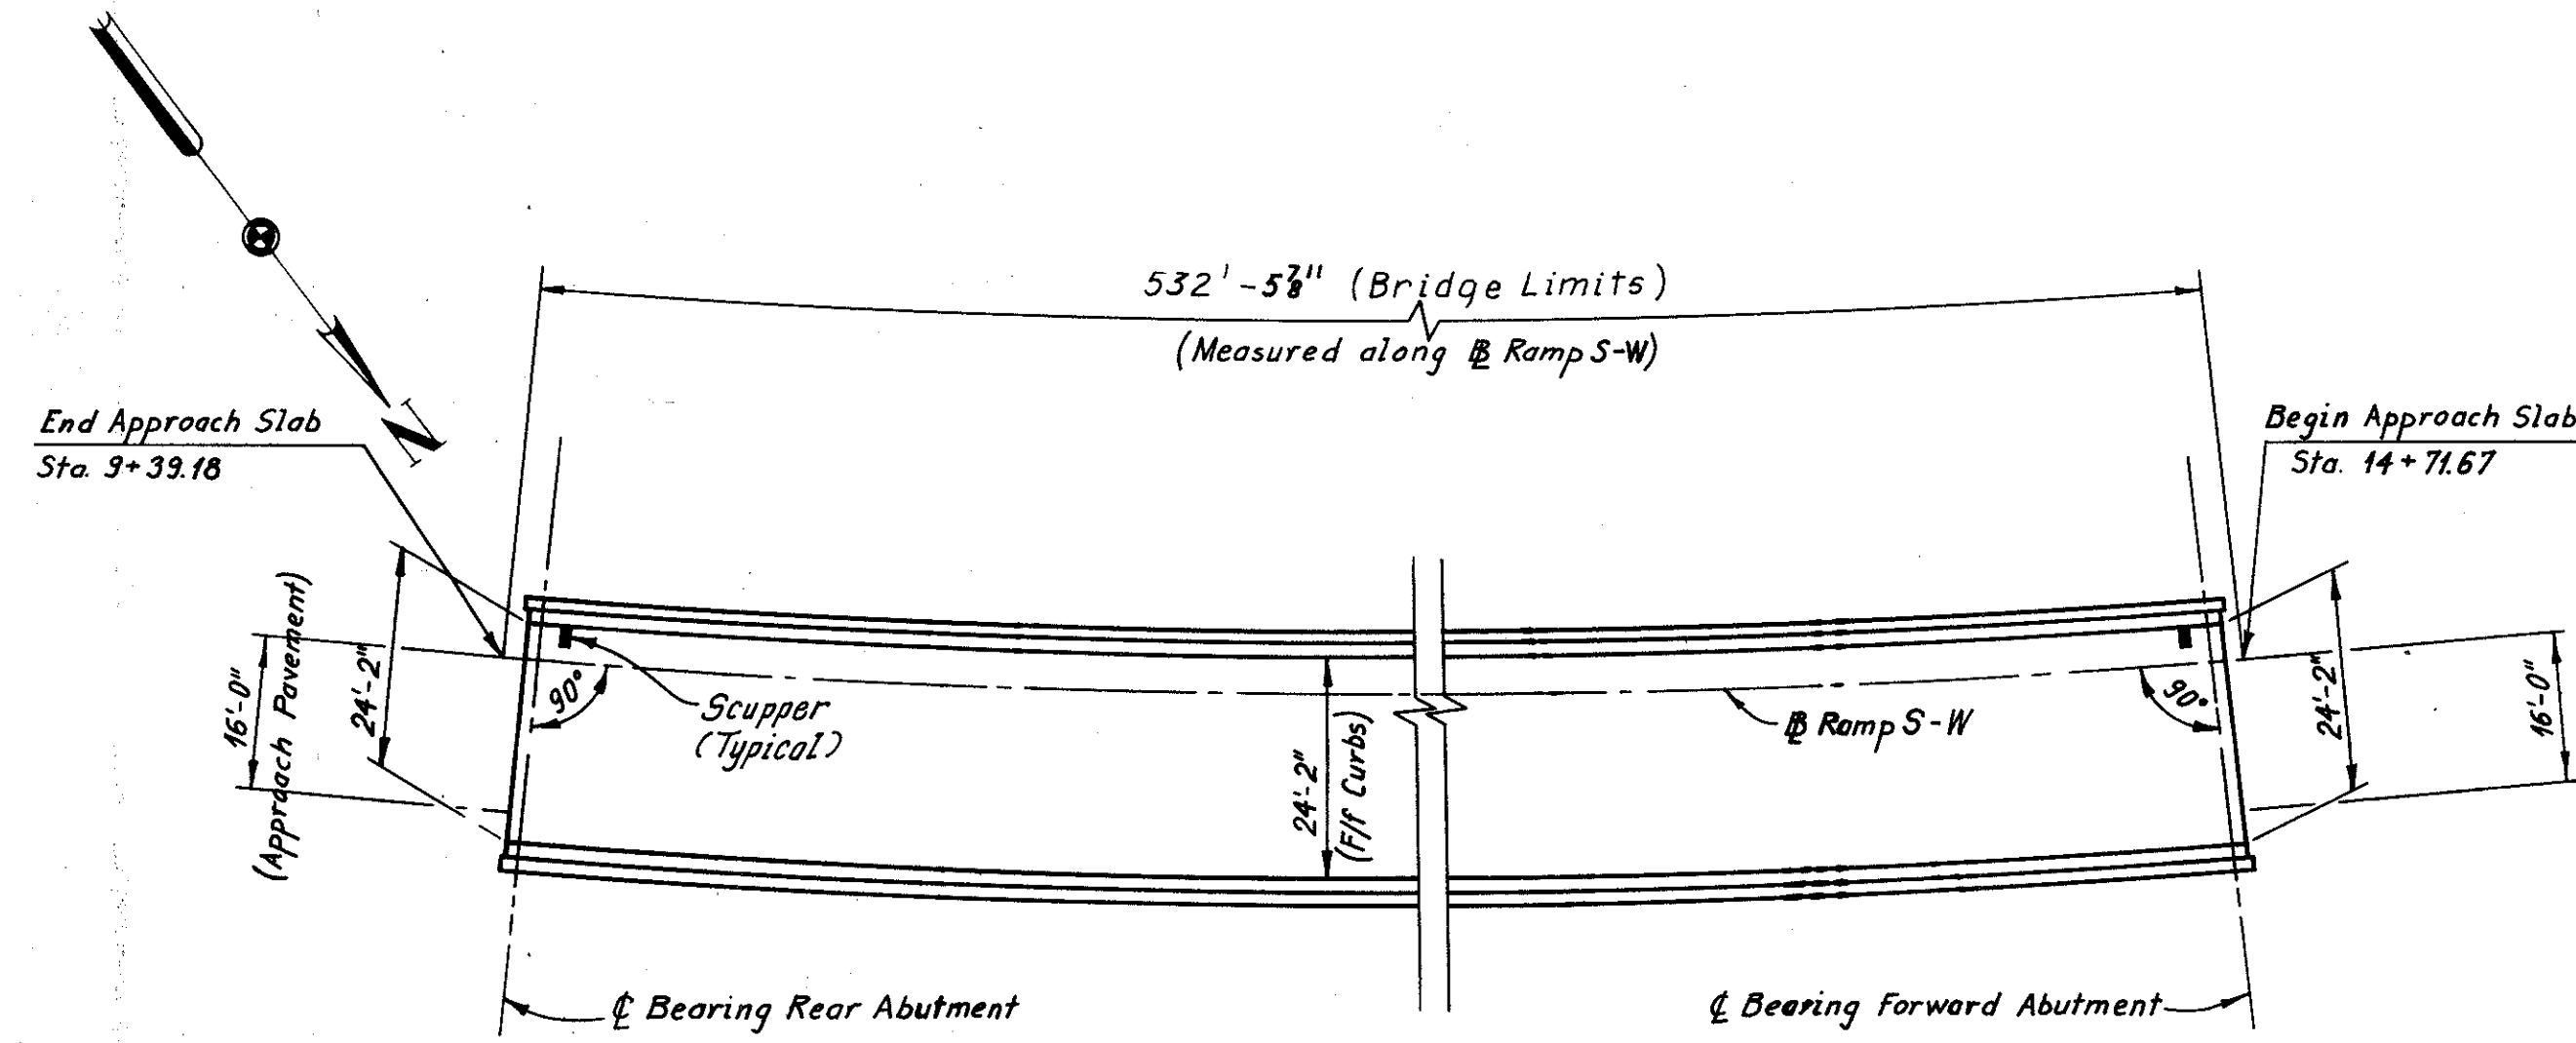 532'-5⅞" (Bridge Limits)
(Measured along ⅊ Ramp S-W)
N
End Approach Slab
Sta. 9+39.18
Begin Approach Slab
Sta. 14+71.67
16'-0"
(Approach Pavement)
24'-2"
90°
Scupper
(Typical)
24'-2"
(F/f Curbs)
Ramp S-W
90°
24'-2"
16'-0"
℄ Bearing Rear Abutment
℄ Bearing Forward Abutment